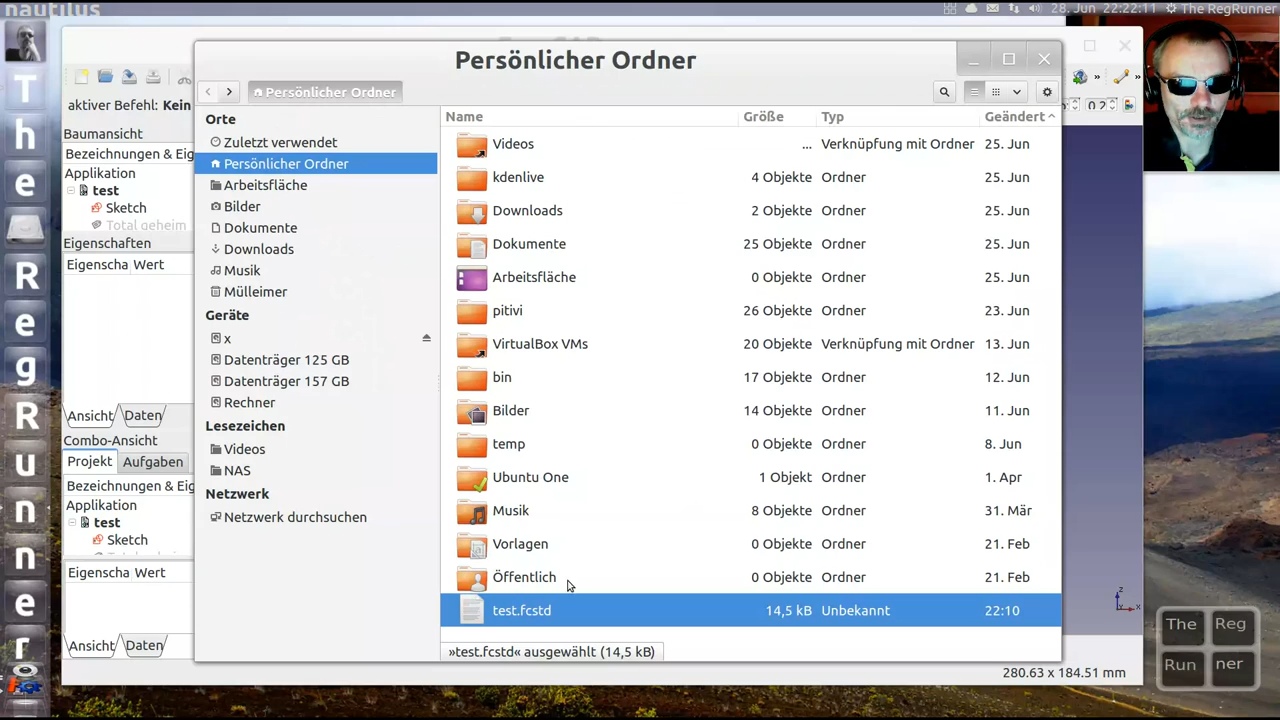 nautilus
28. Jun 22:22:11 The RegRunner
Persönlicher Ordner
aktiver Befehl: Kein
0.2
Baumansicht
Bezeichnungen & Eig
Applikation
test
Sketch
Total geheim
Eigenschaften
Eigenscha Wert
Ansicht Daten
Combo-Ansicht
Projekt Aufgaben
Bezeichnungen & Eig
Applikation
test
Sketch
Eigenscha Wert
Ansicht Daten
Persönlicher Ordner
Orte
Zuletzt verwendet
Persönlicher Ordner
Arbeitsfläche
Bilder
Dokumente
Downloads
Musik
Mülleimer
Geräte
x
Datenträger 125 GB
Datenträger 157 GB
Rechner
Lesezeichen
Videos
NAS
Netzwerk
Netzwerk durchsuchen
Name Größe Typ Geändert
Videos ... Verknüpfung mit Ordner 25. Jun
kdenlive 4 Objekte Ordner 25. Jun
Downloads 2 Objekte Ordner 25. Jun
Dokumente 25 Objekte Ordner 25. Jun
Arbeitsfläche 0 Objekte Ordner 25. Jun
pitivi 26 Objekte Ordner 23. Jun
VirtualBox VMs 20 Objekte Verknüpfung mit Ordner 13. Jun
bin 17 Objekte Ordner 12. Jun
Bilder 14 Objekte Ordner 11. Jun
temp 0 Objekte Ordner 8. Jun
Ubuntu One 1 Objekt Ordner 1. Apr
Musik 8 Objekte Ordner 31. Mär
Vorlagen 0 Objekte Ordner 21. Feb
Öffentlich 0 Objekte Ordner 21. Feb
test.fcstd 14,5 kB Unbekannt 22:10
»test.fcstd« ausgewählt (14,5 kB)
280.63 x 184.51 mm
z
x
The Reg
Run ner
T
h
e
R
e
g
R
u
n
n
e
r